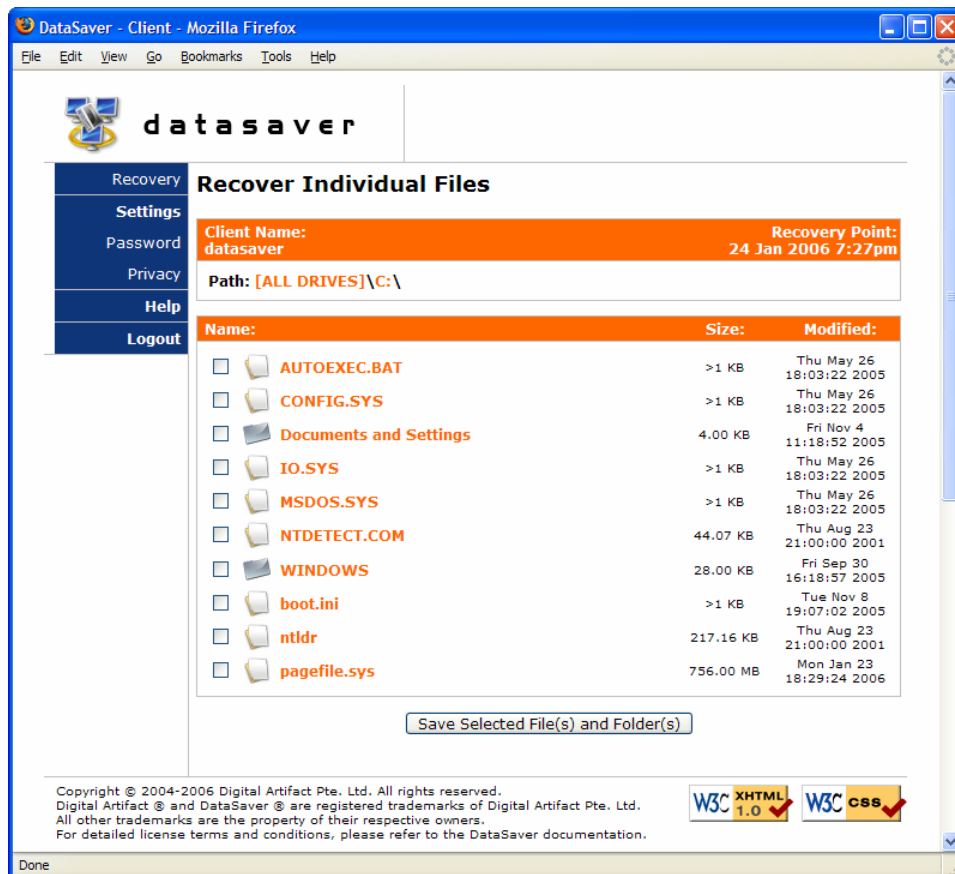 DataSaver - Client - Mozilla Firefox
File Edit View Go Bookmarks Tools Help
datasaver
Recovery
Settings
Password
Privacy
Help
Logout
Recover Individual Files
Client Name: Recovery Point:
datasaver 24 Jan 2006 7:27pm
Path: [ALL DRIVES]\C:\
Name: Size: Modified:
AUTOEXEC.BAT >1 KB Thu May 26
18:03:22 2005
CONFIG.SYS >1 KB Thu May 26
18:03:22 2005
Documents and Settings 4.00 KB Fri Nov 4
11:18:52 2005
IO.SYS >1 KB Thu May 26
18:03:22 2005
MSDOS.SYS >1 KB Thu May 26
18:03:22 2005
NTDETECT.COM 44.07 KB Thu Aug 23
21:00:00 2001
WINDOWS 28.00 KB Fri Sep 30
16:18:57 2005
boot.ini >1 KB Tue Nov 8
19:07:02 2005
ntldr 217.16 KB Thu Aug 23
21:00:00 2001
pagefile.sys 756.00 MB Mon Jan 23
18:29:24 2006
Save Selected File(s) and Folder(s)
Copyright © 2004-2006 Digital Artifact Pte. Ltd. All rights reserved.
Digital Artifact ® and DataSaver ® are registered trademarks of Digital Artifact Pte. Ltd.
All other trademarks are the property of their respective owners.
For detailed license terms and conditions, please refer to the DataSaver documentation.
W3C XHTML 1.0
W3C css
Done